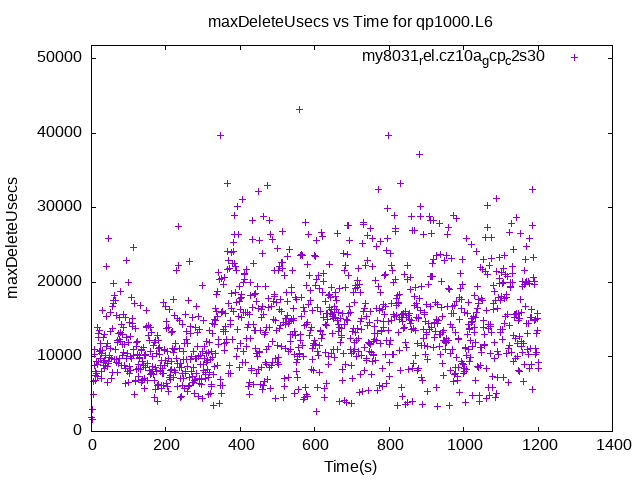 maxDeleteUsecs vs Time for qp1000.L6
my8031rel.cz10agcpc2s30
50000
40000
30000
20000
10000
0
maxDeleteUsecs
0 200 400 600 800 1000 1200 1400
Time(s)